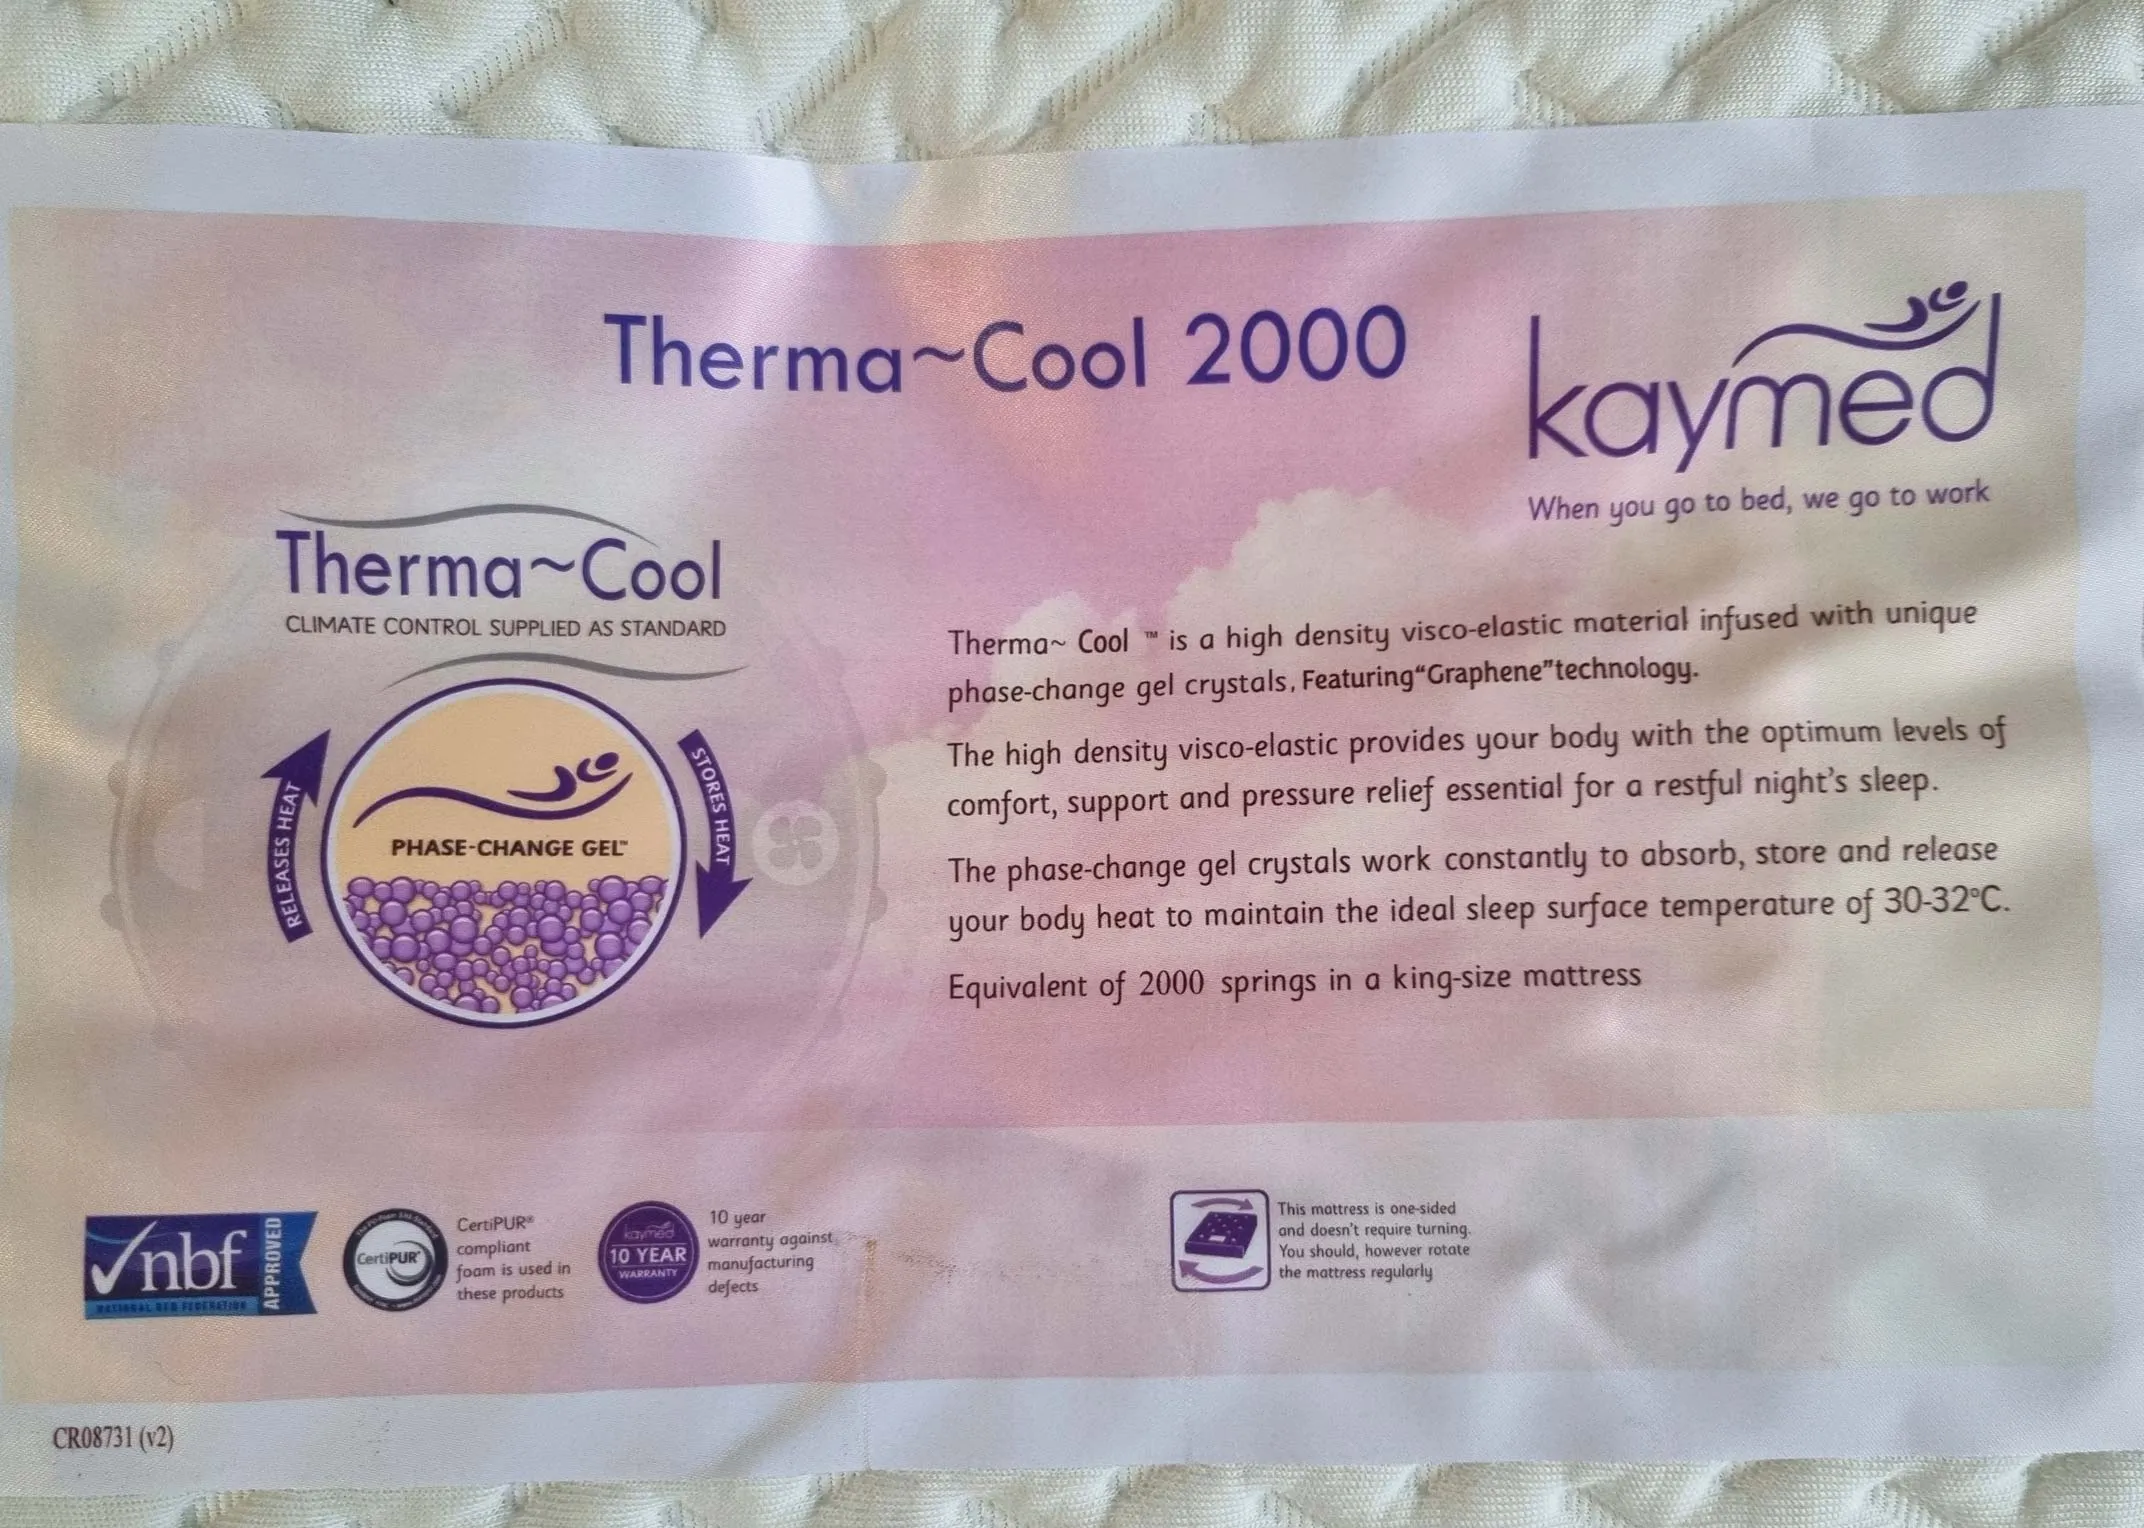 Therma~Cool 2000
kaymed
When you go to bed, we go to work
Therma~Cool
CLIMATE CONTROL SUPPLIED AS STANDARD
RELEASES HEAT
STORES HEAT
PHASE-CHANGE GEL™
Therma~ Cool ™ is a high density visco-elastic material infused with unique
phase-change gel crystals. Featuring“Graphene”technology.
The high density visco-elastic provides your body with the optimum levels of
comfort, support and pressure relief essential for a restful night's sleep.
The phase-change gel crystals work constantly to absorb, store and release
your body heat to maintain the ideal sleep surface temperature of 30-32°C.
Equivalent of 2000 springs in a king-size mattress
nbf
APPROVED
NATIONAL BED FEDERATION
CertiPUR®
CertiPUR®
compliant
foam is used in
these products
kaymed
10 YEAR
WARRANTY
10 year
warranty against
manufacturing
defects
This mattress is one-sided
and doesn't require turning.
You should, however rotate
the mattress regularly
CR08731 (v2)